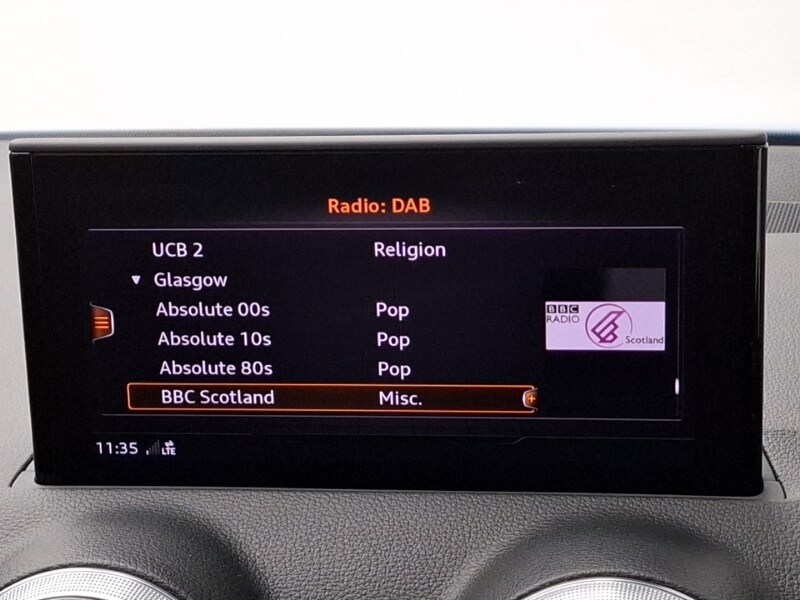 Radio: DAB
UCB 2 Religion
Glasgow
Absolute 00s Pop
Absolute 10s Pop
Absolute 80s Pop
BBC Scotland Misc.
BBC
RADIO
Scotland
11:35 LTE